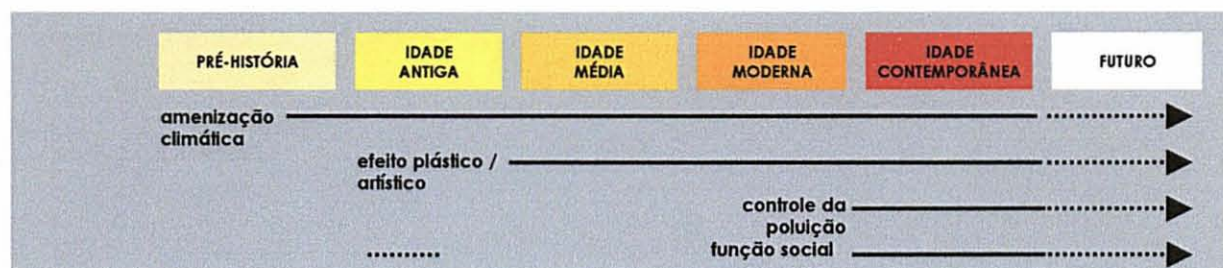 PRÉ-HISTÓRIA
IDADE
ANTIGA
IDADE
MÉDIA
IDADE
MODERNA
IDADE
CONTEMPORÂNEA
FUTURO
amenização
climática
efeito plástico /
artístico
controle da
poluição
função social